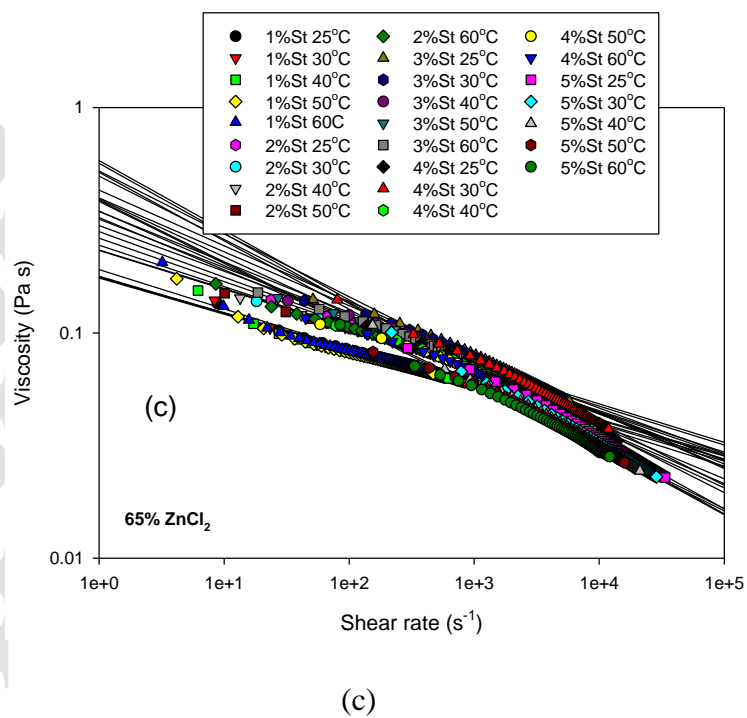 1%St 25°C 2%St 60°C 4%St 50°C
1%St 30°C 3%St 25°C 4%St 60°C
1%St 40°C 3%St 30°C 5%St 25°C
1%St 50°C 3%St 40°C 5%St 30°C
1%St 60C 3%St 50°C 5%St 40°C
2%St 25°C 3%St 60°C 5%St 50°C
2%St 30°C 4%St 25°C 5%St 60°C
2%St 40°C 4%St 30°C
2%St 50°C 4%St 40°C
1
0.1
0.01
Viscosity (Pa s)
(c)
65% ZnCl₂
1e+0 1e+1 1e+2 1e+3 1e+4 1e+5
Shear rate (s⁻¹)
(c)